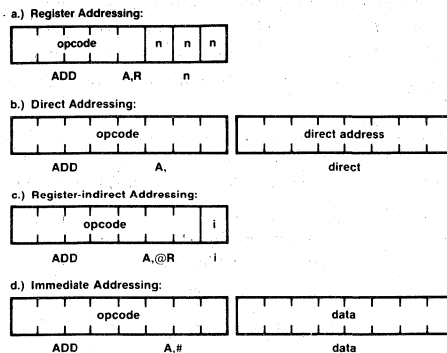 a.) Register Addressing:
opcode n n n
ADD A,R n
b.) Direct Addressing:
opcode direct address
ADD A, direct
c.) Register-indirect Addressing:
opcode i
ADD A,@R i
d.) Immediate Addressing:
opcode data
ADD A,# data